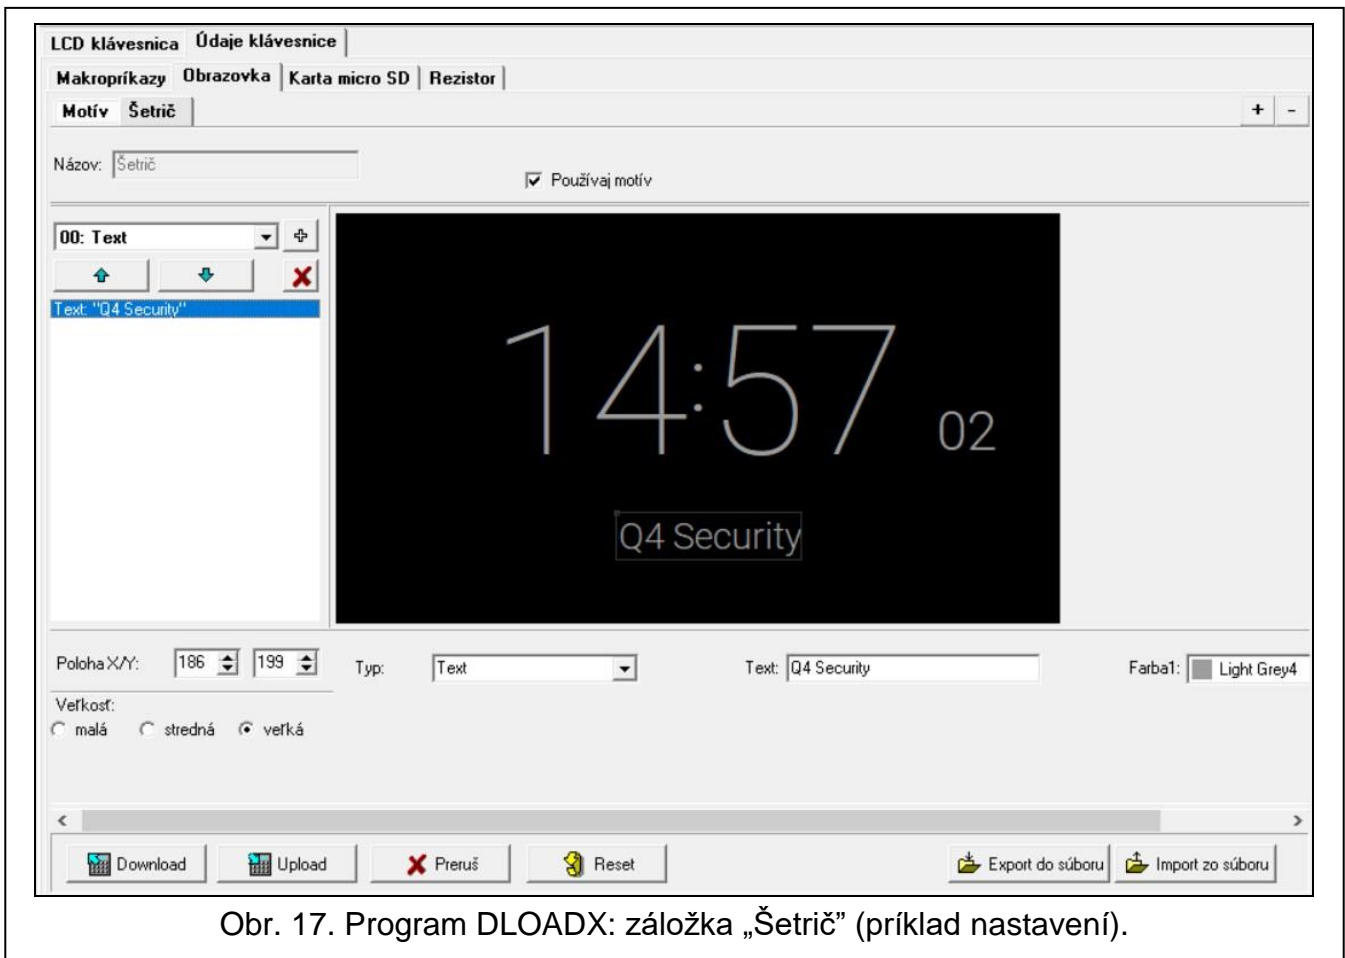 LCD klávesnica Údaje klávesnice
Makropríkazy Obrazovka Karta micro SD Rezistor
Motív Šetrič + -
Názov: Šetrič
Používaj motív
00: Text
Text: "Q4 Security"
14:57 02
Q4 Security
Poloha X/Y: 186 199 Typ: Text Text: Q4 Security Farba1: Light Grey4
Veľkosť:
malá stredná veľká
Download Upload Preruš Reset Export do súboru Import zo súboru
Obr. 17. Program DLOADX: záložka „Šetrič” (príklad nastavení).